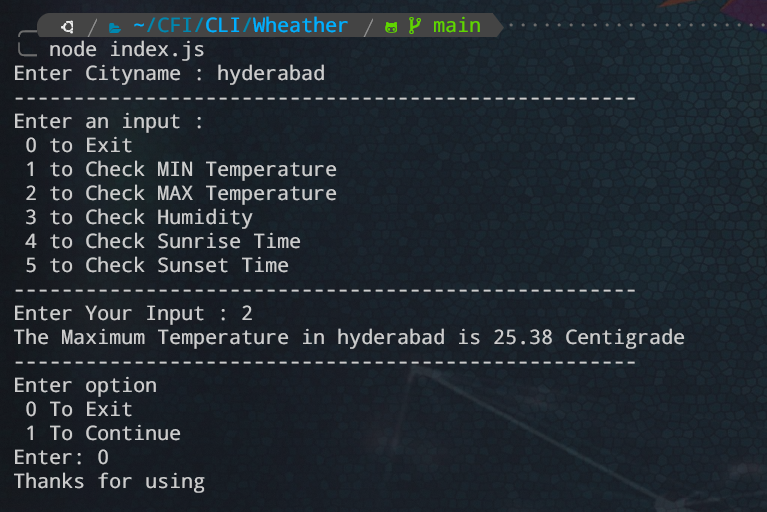 ~/CFI/CLI/Wheather / main
node index.js
Enter Cityname : hyderabad
----------------------------------------------------
Enter an input :
0 to Exit
1 to Check MIN Temperature
2 to Check MAX Temperature
3 to Check Humidity
4 to Check Sunrise Time
5 to Check Sunset Time
----------------------------------------------------
Enter Your Input : 2
The Maximum Temperature in hyderabad is 25.38 Centigrade
----------------------------------------------------
Enter option
0 To Exit
1 To Continue
Enter: 0
Thanks for using